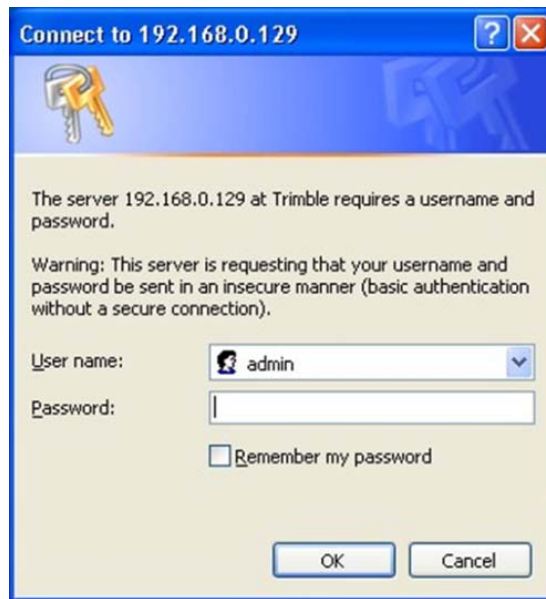 Connect to 192.168.0.129
The server 192.168.0.129 at Trimble requires a username and
password.
Warning: This server is requesting that your username and
password be sent in an insecure manner (basic authentication
without a secure connection).
User name:
admin
Password:
Remember my password
OK
Cancel